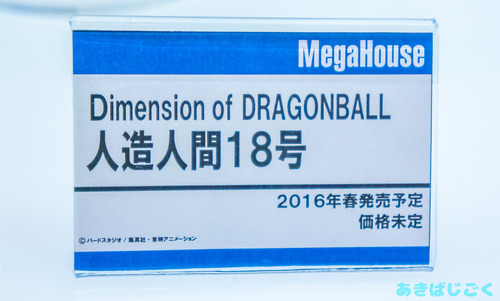 MegaHouse
Dimension of DRAGONBALL
人造人間18号
2016年春発売予定
価格未定
©バードスタジオ/集英社・東映アニメーション
あきばじごく